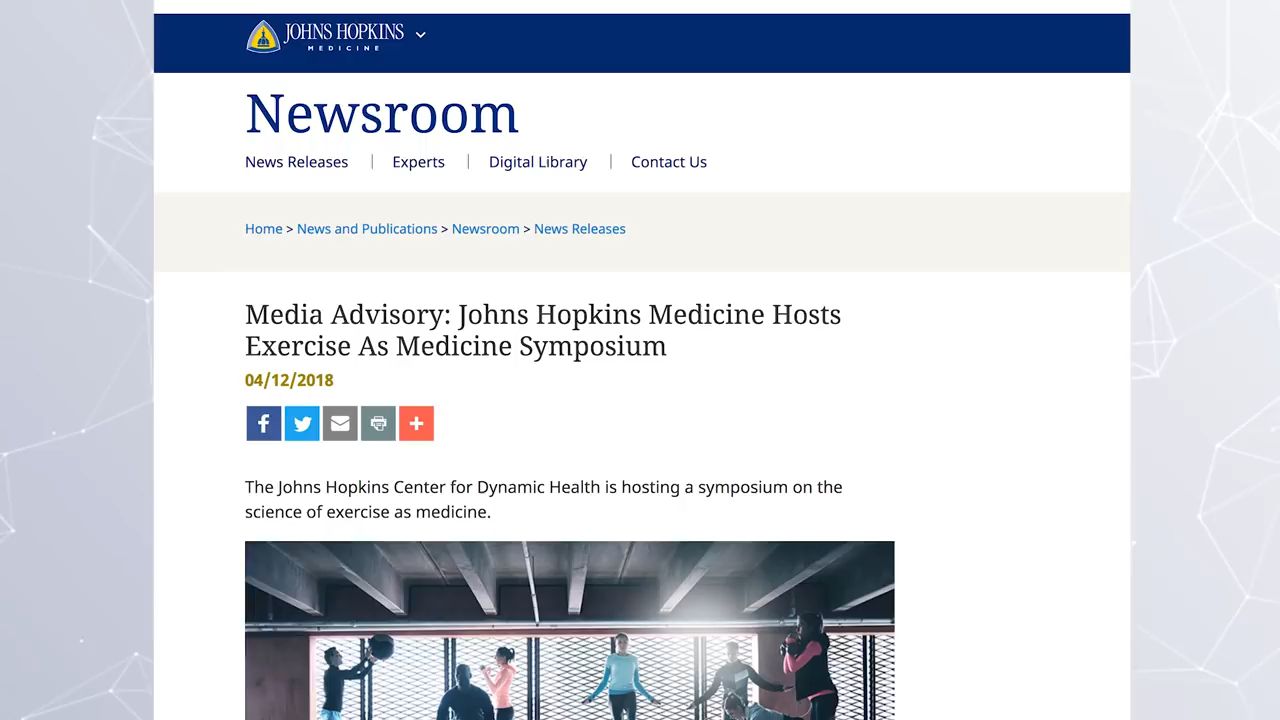 JOHNS HOPKINS
MEDICINE
Newsroom
News Releases | Experts | Digital Library | Contact Us
Home > News and Publications > Newsroom > News Releases
Media Advisory: Johns Hopkins Medicine Hosts
Exercise As Medicine Symposium
04/12/2018
The Johns Hopkins Center for Dynamic Health is hosting a symposium on the
science of exercise as medicine.